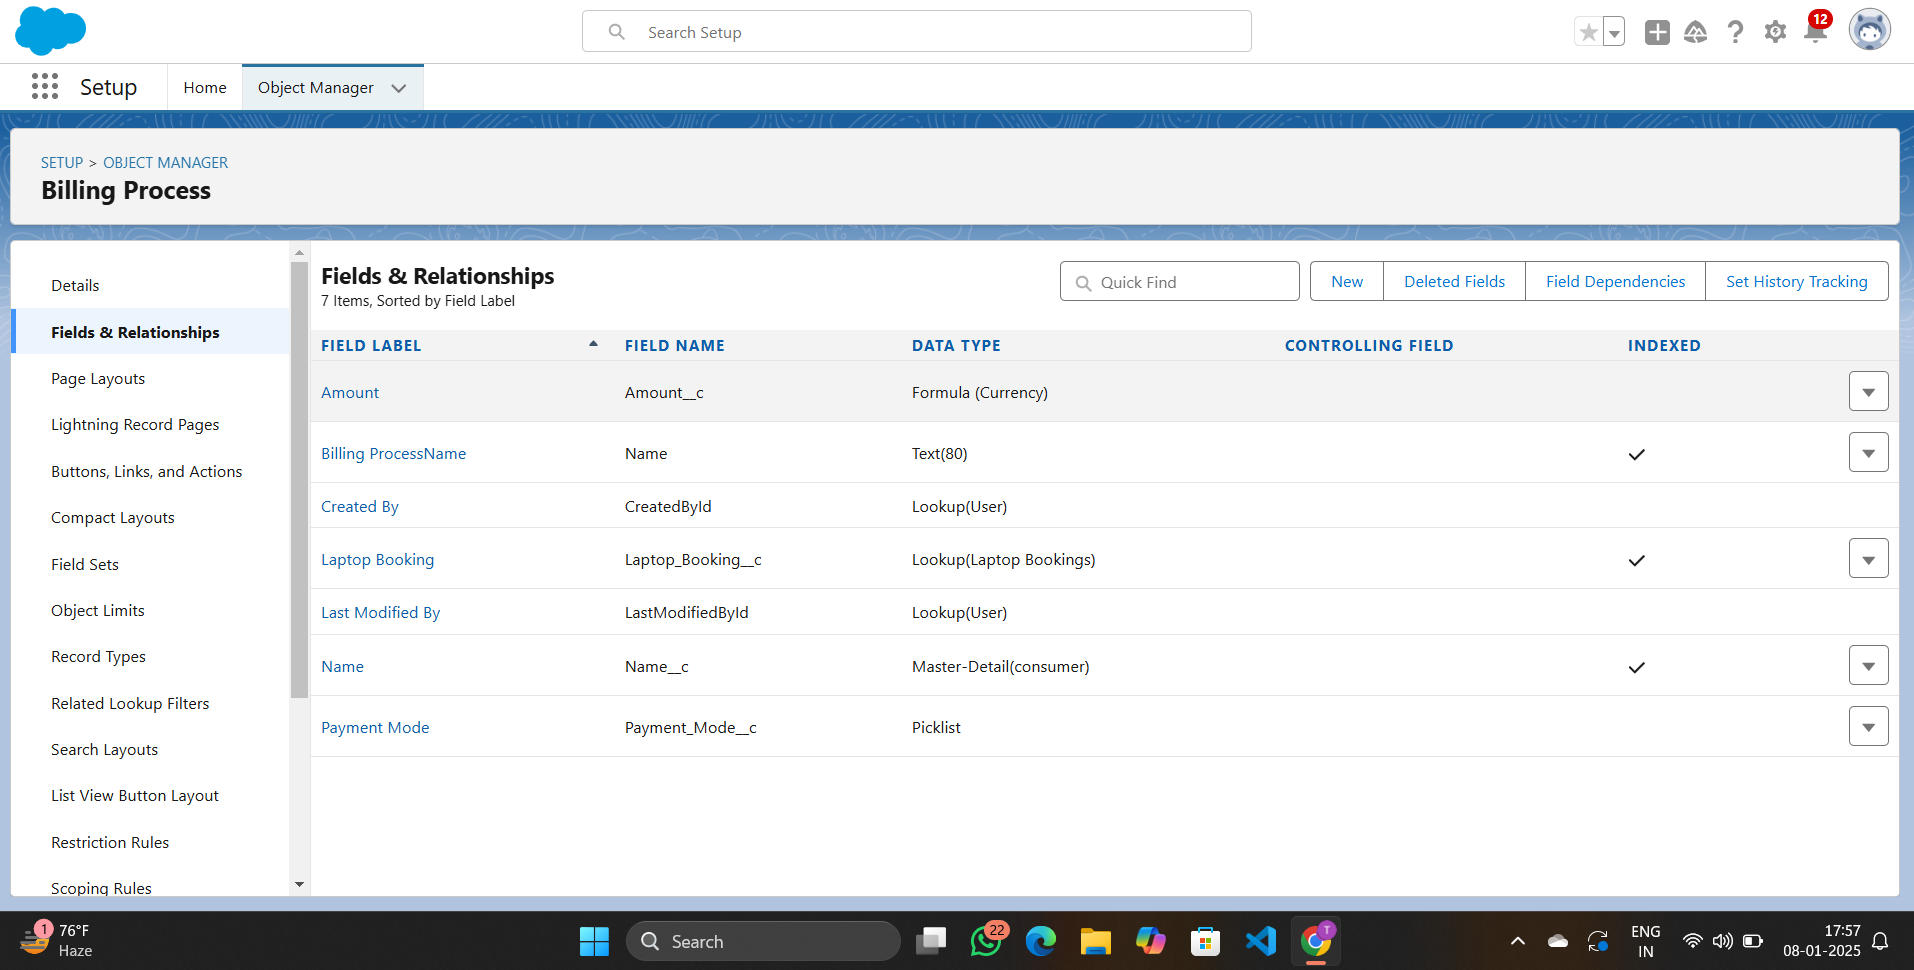 Search Setup
12
Setup
Home
Object Manager
SETUP > OBJECT MANAGER
Billing Process
Details
Fields & Relationships
Page Layouts
Lightning Record Pages
Buttons, Links, and Actions
Compact Layouts
Field Sets
Object Limits
Record Types
Related Lookup Filters
Search Layouts
List View Button Layout
Restriction Rules
Scoping Rules
Fields & Relationships
7 Items, Sorted by Field Label
Quick Find
New
Deleted Fields
Field Dependencies
Set History Tracking
FIELD LABEL FIELD NAME DATA TYPE CONTROLLING FIELD INDEXED
Amount Amount__c Formula (Currency)
Billing ProcessName Name Text(80)
Created By CreatedById Lookup(User)
Laptop Booking Laptop_Booking__c Lookup(Laptop Bookings)
Last Modified By LastModifiedById Lookup(User)
Name Name__c Master-Detail(consumer)
Payment Mode Payment_Mode__c Picklist
1
76°F
Haze
Search
22
T
ENG
IN
17:57
08-01-2025